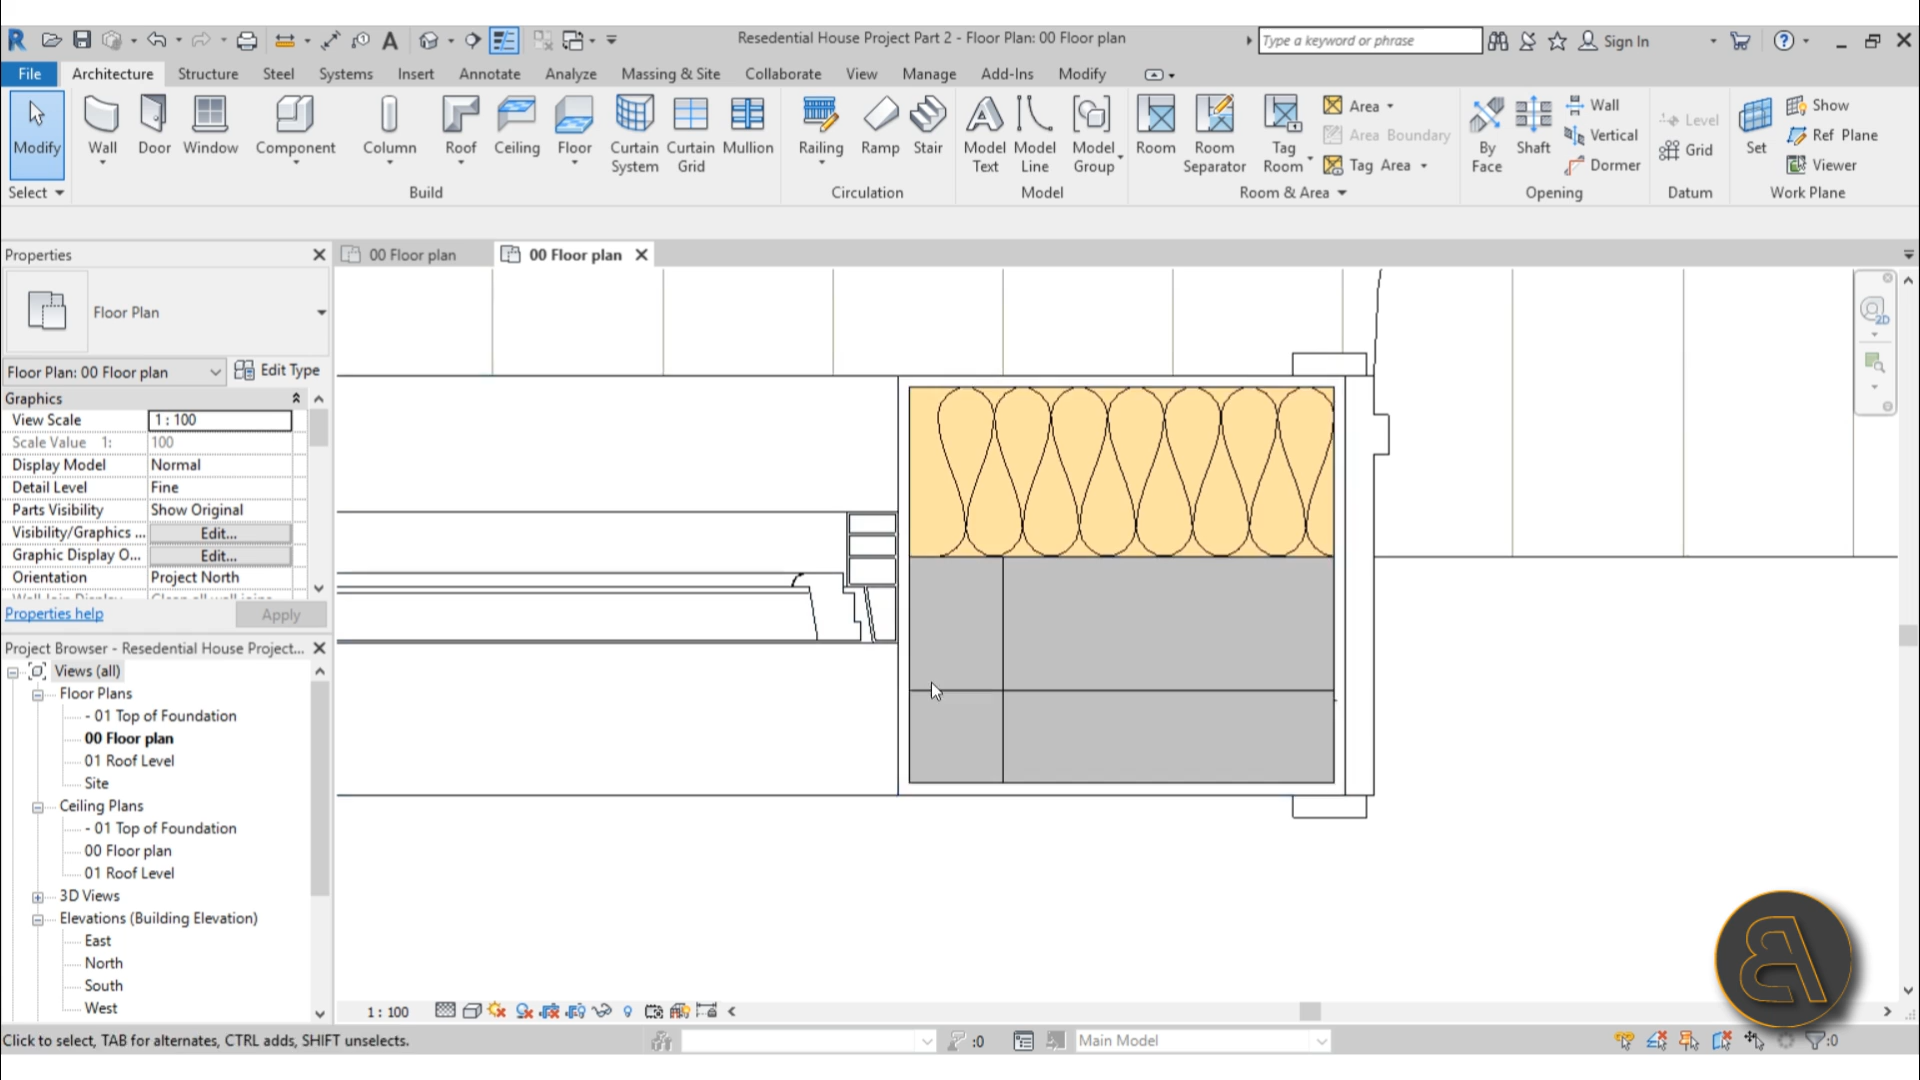 Resedential House Project Part 2 - Floor Plan: 00 Floor plan
Type a keyword or phrase
Sign In
File Architecture Structure Steel Systems Insert Annotate Analyze Massing & Site Collaborate View Manage Add-Ins Modify
Modify
Wall
Door
Window
Component
Column
Roof
Ceiling
Floor
Curtain System
Curtain Grid
Mullion
Railing
Ramp
Stair
Model Text
Model Line
Model Group
Room
Room Separator
Tag Room
Area
Area Boundary
Tag Area
By Face
Shaft
Wall
Vertical
Dormer
Level
Grid
Set
Show
Ref Plane
Viewer
Select
Build
Circulation
Model
Room & Area
Opening
Datum
Work Plane
Properties
00 Floor plan
00 Floor plan
Floor Plan
Floor Plan: 00 Floor plan
Edit Type
Graphics
View Scale 1 : 100
Scale Value 1: 100
Display Model Normal
Detail Level Fine
Parts Visibility Show Original
Visibility/Graphics ... Edit...
Graphic Display O... Edit...
Orientation Project North
Properties help
Apply
Project Browser - Resedential House Project...
Views (all)
Floor Plans
- 01 Top of Foundation
00 Floor plan
01 Roof Level
Site
Ceiling Plans
- 01 Top of Foundation
00 Floor plan
01 Roof Level
3D Views
Elevations (Building Elevation)
East
North
South
West
2D
1 : 100
Click to select, TAB for alternates, CTRL adds, SHIFT unselects.
:0
Main Model
:0